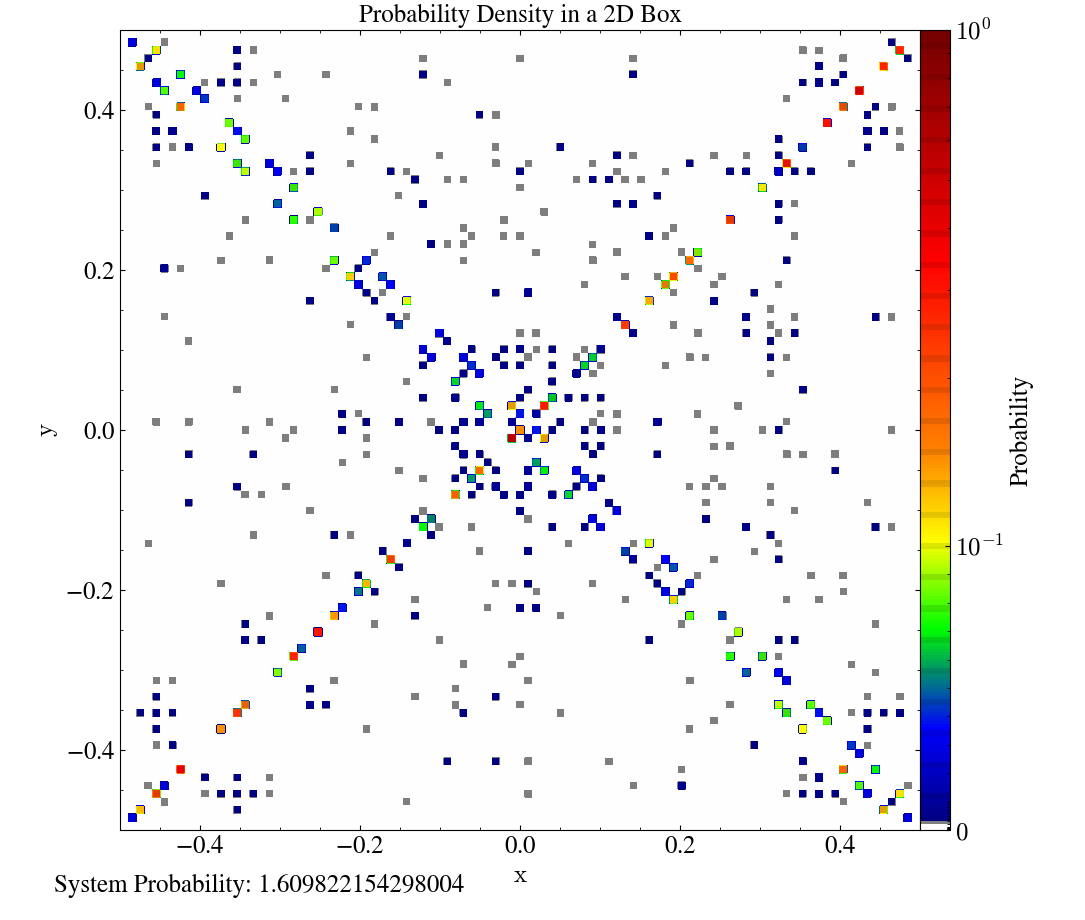 Probability Density in a 2D Box
10^0
0.4
0.2
y
0.0
Probability
10^−1
−0.2
−0.4
0
−0.4 −0.2 0.0 0.2 0.4
x
System Probability: 1.609822154298004